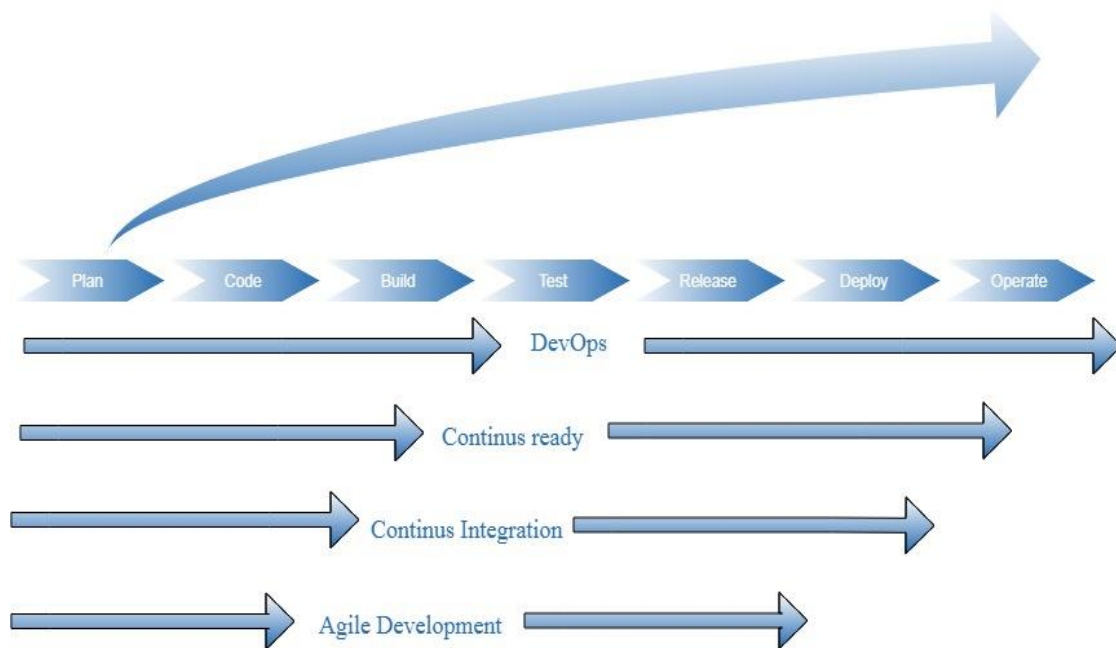 Plan Code Build Test Release Deploy Operate
DevOps
Continus ready
Continus Integration
Agile Development